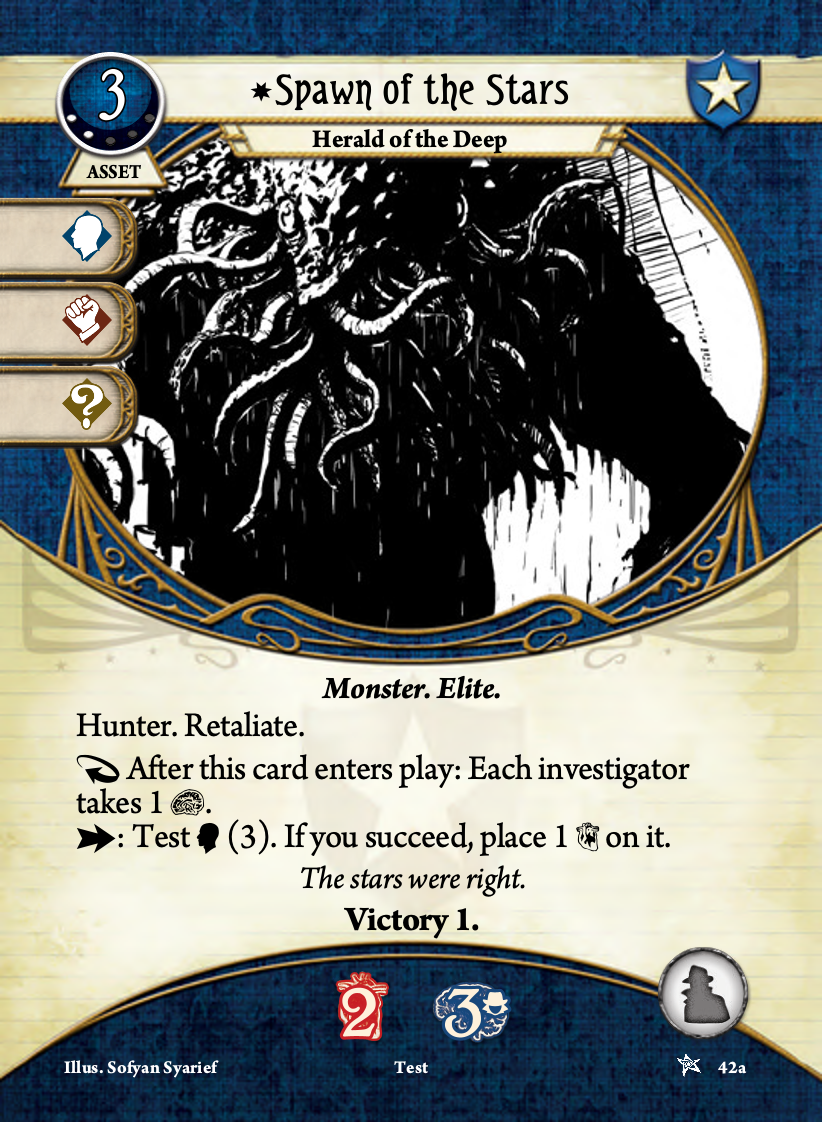 3
Spawn of the Stars
Herald of the Deep
ASSET
?
Monster. Elite.
Hunter. Retaliate.
After this card enters play: Each investigator
takes 1 .
: Test (3). If you succeed, place 1 on it.
The stars were right.
Victory 1.
2 3
Illus. Sofyan Syarief Test 42a